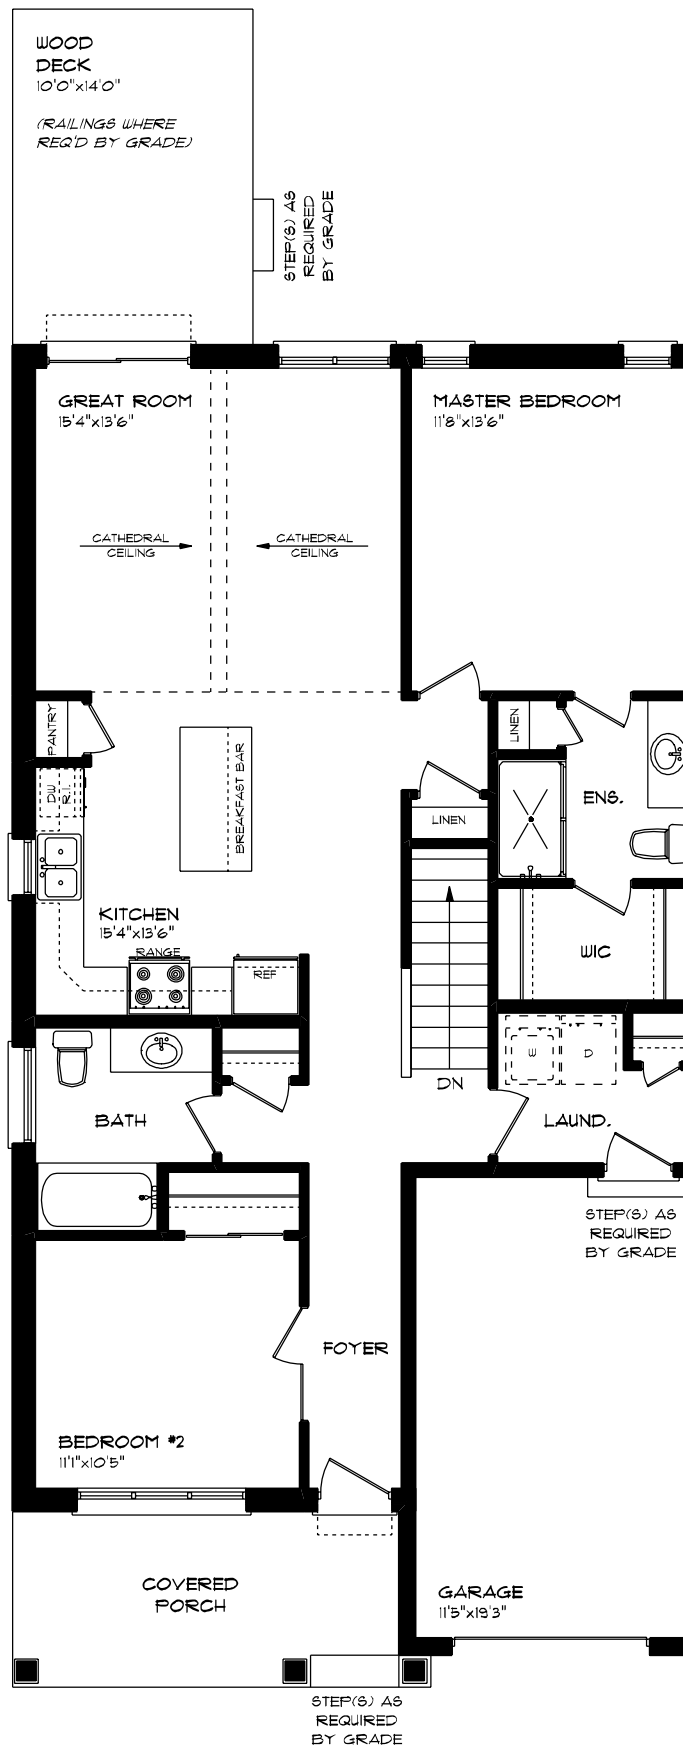 WOOD
DECK
10'0"x14'0"
(RAILINGS WHERE
REQ'D BY GRADE)
STEP(S) AS
REQUIRED
BY GRADE
GREAT ROOM
15'4"x13'6"
MASTER BEDROOM
11'8"x13'6"
CATHEDRAL
CEILING
CATHEDRAL
CEILING
PANTRY
LINEN
BREAKFAST BAR
DW
R.I.
ENS.
LINEN
KITCHEN
15'4"x13'6"
RANGE
REF
WIC
W
D
DN
BATH
LAUND.
STEP(S) AS
REQUIRED
BY GRADE
FOYER
BEDROOM #2
11'1"x10'5"
COVERED
PORCH
GARAGE
11'5"x19'3"
STEP(S) AS
REQUIRED
BY GRADE